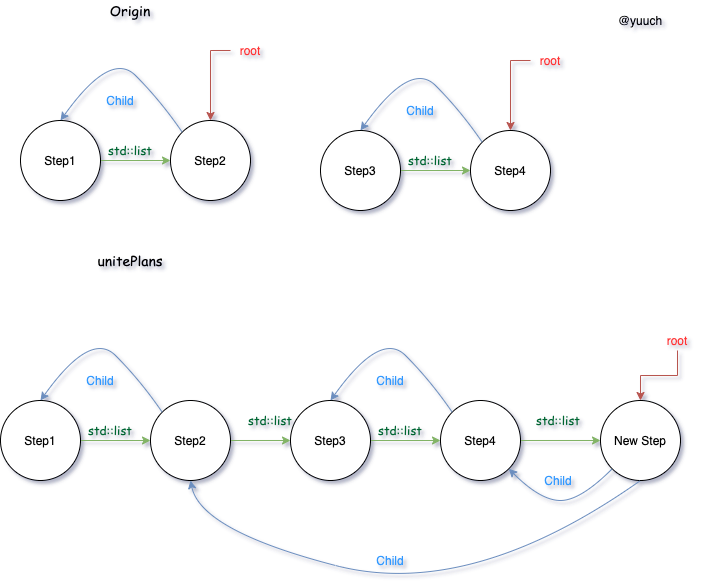 Origin
@yuuch
root
root
Child
Child
Step1
std::list
Step2
Step3
std::list
Step4
unitePlans
root
Child
Child
Step1
std::list
Step2
std::list
Step3
std::list
Step4
std::list
New Step
Child
Child